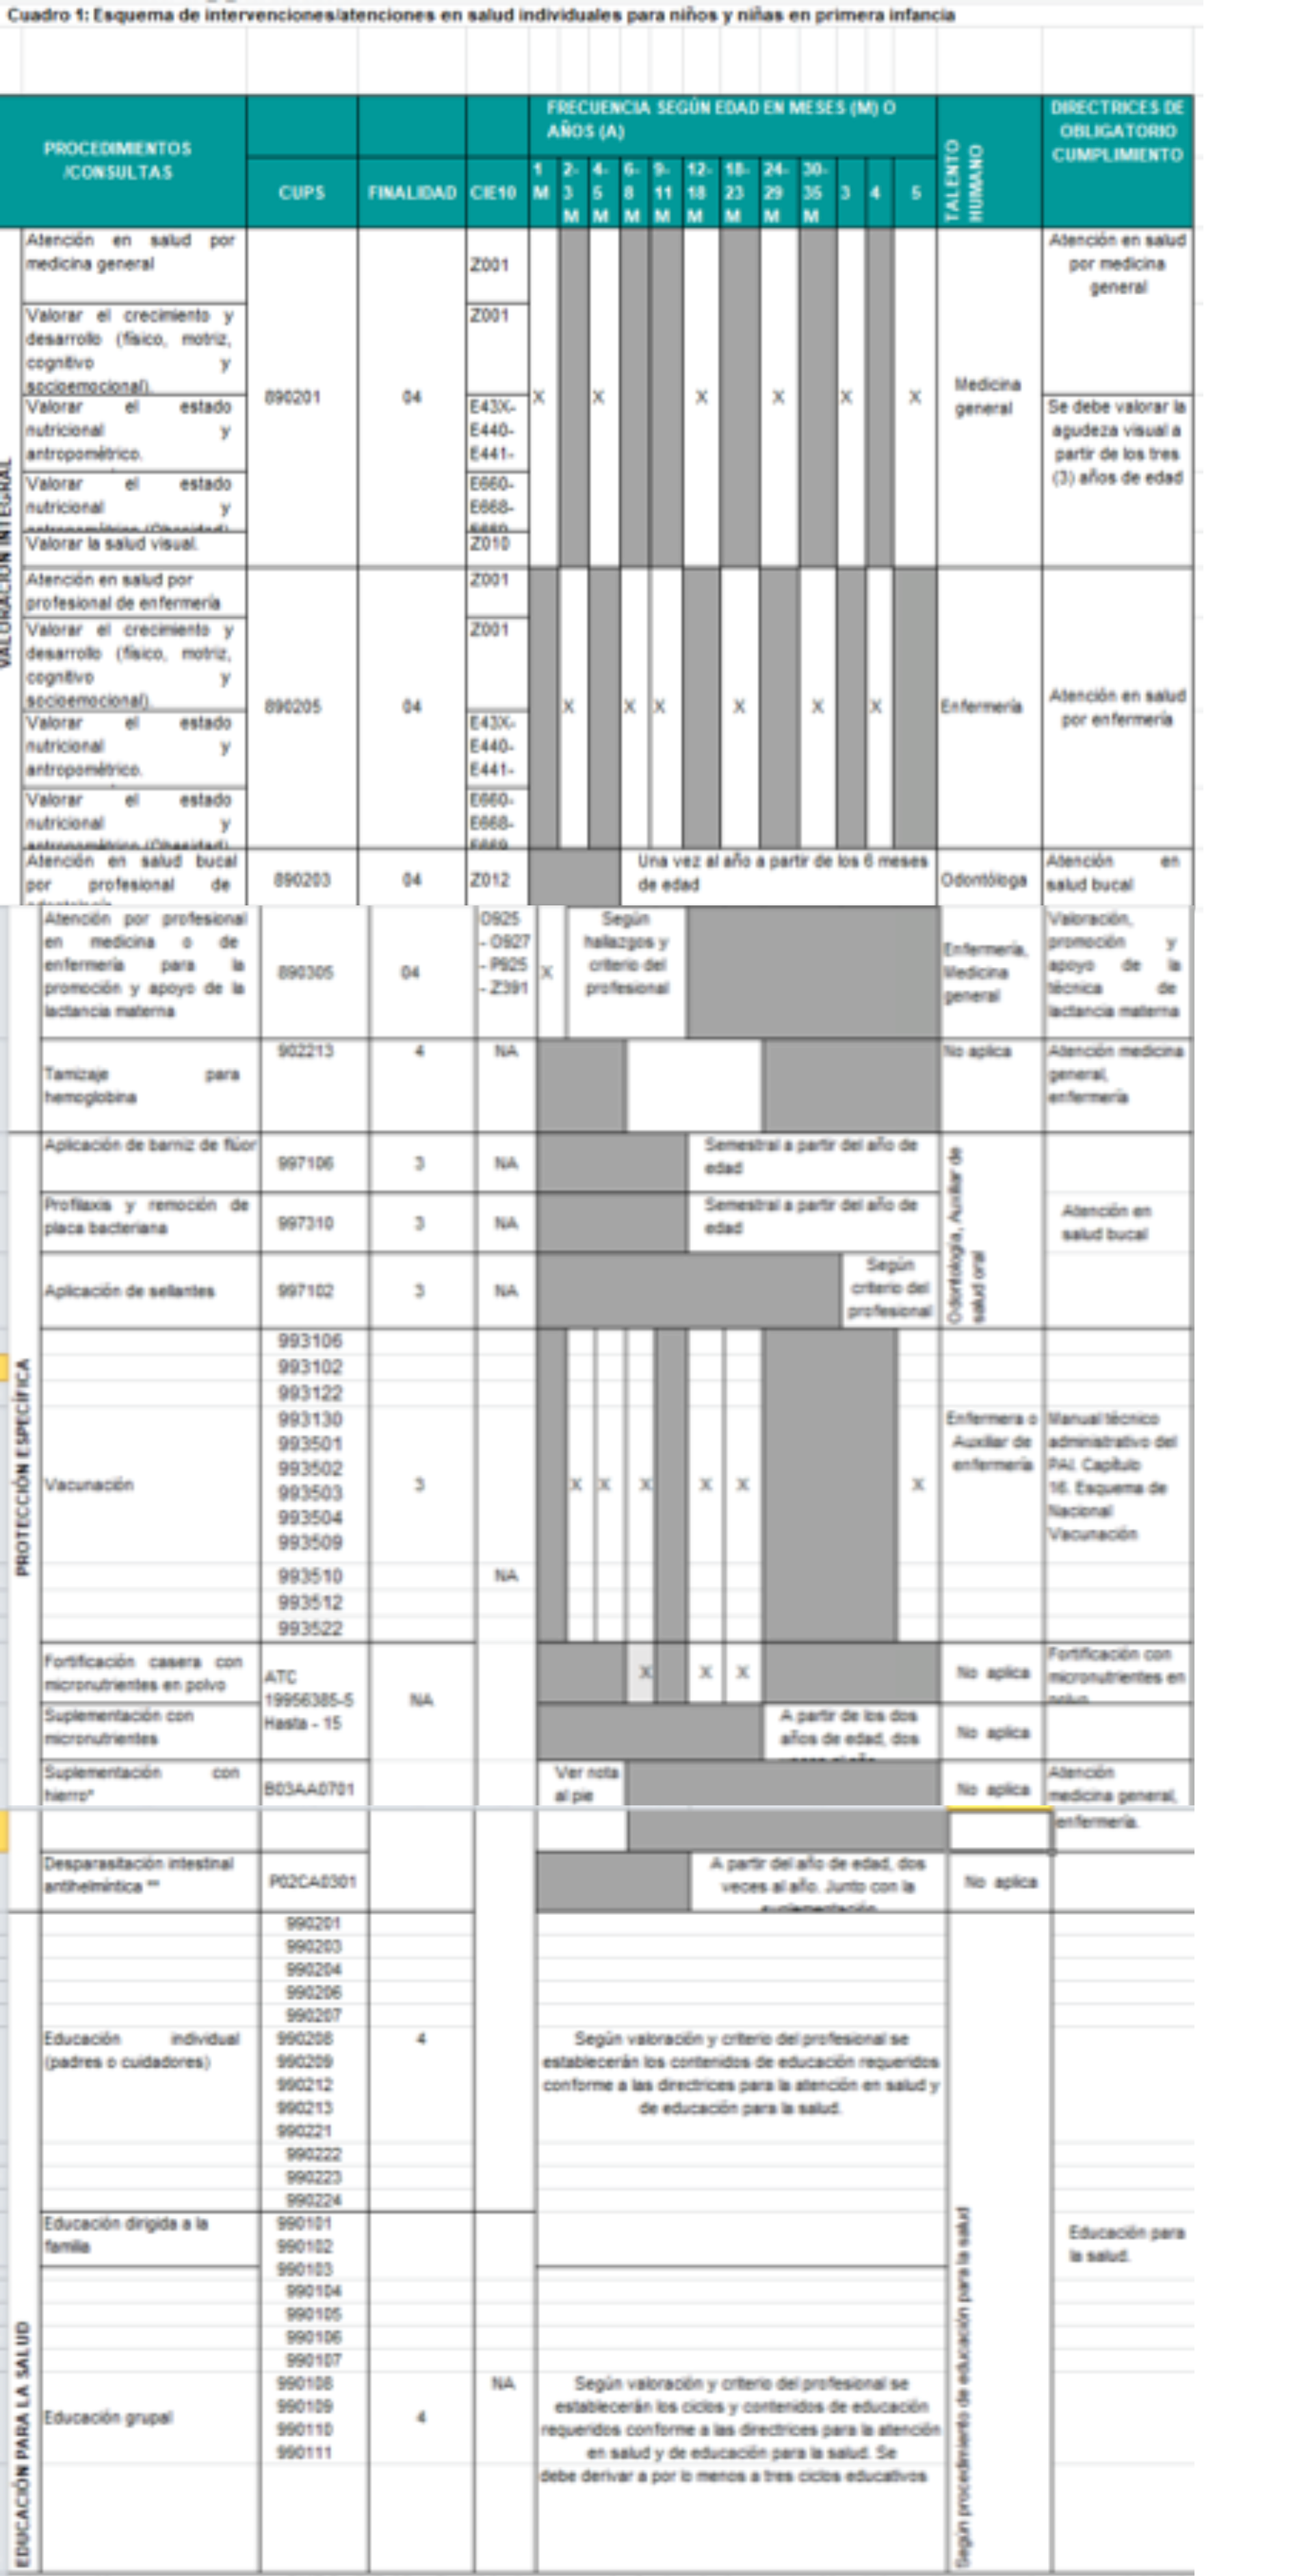 Cuadro 1: Esquema de intervenciones/atenciones en salud individuales para niños y niñas en primera infancia
PROCEDIMIENTOS
/CONSULTAS
CUPS
FINALIDAD
CIE10
FRECUENCIA SEGÚN EDAD EN MESES (M) O
AÑOS (A)
1 M
2-3 M
4-5 M
6-8 M
9-11 M
12-18 M
18-23 M
24-29 M
30-35 M
3
4
5
TALENTO
HUMANO
DIRECTRICES DE
OBLIGATORIO
CUMPLIMIENTO
VALORACIÓN INTEGRAL
Atención en salud por
medicina general
Z001
Atención en salud
por medicina
general
Valorar el crecimiento y
desarrollo (físico, motriz,
cognitivo y
socioemocional).
Z001
890201
04
X X X X X X
Medicina
general
Valorar el estado
nutricional y
antropométrico.
E43X-
E440-
E441-
Se debe valorar la
agudeza visual a
partir de los tres
(3) años de edad
Valorar el estado
nutricional y
antropométrico (Obesidad)
E660-
E668-
E669
Valorar la salud visual.
Z010
Atención en salud por
profesional de enfermería
Z001
Valorar el crecimiento y
desarrollo (físico, motriz,
cognitivo y
socioemocional).
Z001
890205
04
X X X X X X
Enfermería
Atención en salud
por enfermería
Valorar el estado
nutricional y
antropométrico.
E43X-
E440-
E441-
Valorar el estado
nutricional y
antropométrico (Obesidad)
E660-
E668-
E669
Atención en salud bucal
por profesional de
890203
04
Z012
Una vez al año a partir de los 6 meses
de edad
Odontóloga
Atención en
salud bucal
Atención por profesional
en medicina o de
enfermería para la
promoción y apoyo de la
lactancia materna
890305
04
O925
- O927
- P925
- Z391
X
Según
hallazgos y
criterio del
profesional
Enfermería,
Medicina
general
Valoración,
promoción y
apoyo de la
técnica de
lactancia materna
Tamizaje para
hemoglobina
902213
4
NA
No aplica
Atención medicina
general,
enfermería
PROTECCIÓN ESPECÍFICA
Aplicación de barniz de flúor
997106
3
NA
Semestral a partir del año de
edad
Odontología, Auxiliar de
salud oral
Profilaxis y remoción de
placa bacteriana
997310
3
NA
Semestral a partir del año de
edad
Atención en
salud bucal
Aplicación de sellantes
997102
3
NA
Según
criterio del
profesional
Vacunación
993106
993102
993122
993130
993501
993502
993503
993504
993509
993510
993512
993522
3
NA
X X X X X X
Enfermera o
Auxiliar de
enfermería
Manual técnico
administrativo del
PAI. Capítulo
16. Esquema de
Nacional
Vacunación
Fortificación casera con
micronutrientes en polvo
ATC
19956385-5
Hasta - 15
NA
X X X
No aplica
Fortificación con
micronutrientes en
polvo
Suplementación con
micronutrientes
A partir de los dos
años de edad, dos
veces al año
No aplica
Suplementación con
hierro*
B03AA0701
Ver nota
al pie
No aplica
Atención
medicina general,
enfermería.
Desparasitación intestinal
antihelmíntica **
P02CA0301
A partir del año de edad, dos
veces al año. Junto con la
suplementación
No aplica
EDUCACIÓN PARA LA SALUD
Educación individual
(padres o cuidadores)
990201
990203
990204
990206
990207
990208
990209
990212
990213
990221
990222
990223
990224
4
Según valoración y criterio del profesional se
establecerán los contenidos de educación requeridos
conforme a las directrices para la atención en salud y
de educación para la salud.
Según procedimiento de educación para la salud
Educación para
la salud.
Educación dirigida a la
familia
990101
990102
990103
990104
990105
990106
990107
990108
990109
990110
990111
Educación grupal
4
NA
Según valoración y criterio del profesional se
establecerán los ciclos y contenidos de educación
requeridos conforme a las directrices para la atención
en salud y de educación para la salud. Se
debe derivar a por lo menos a tres ciclos educativos